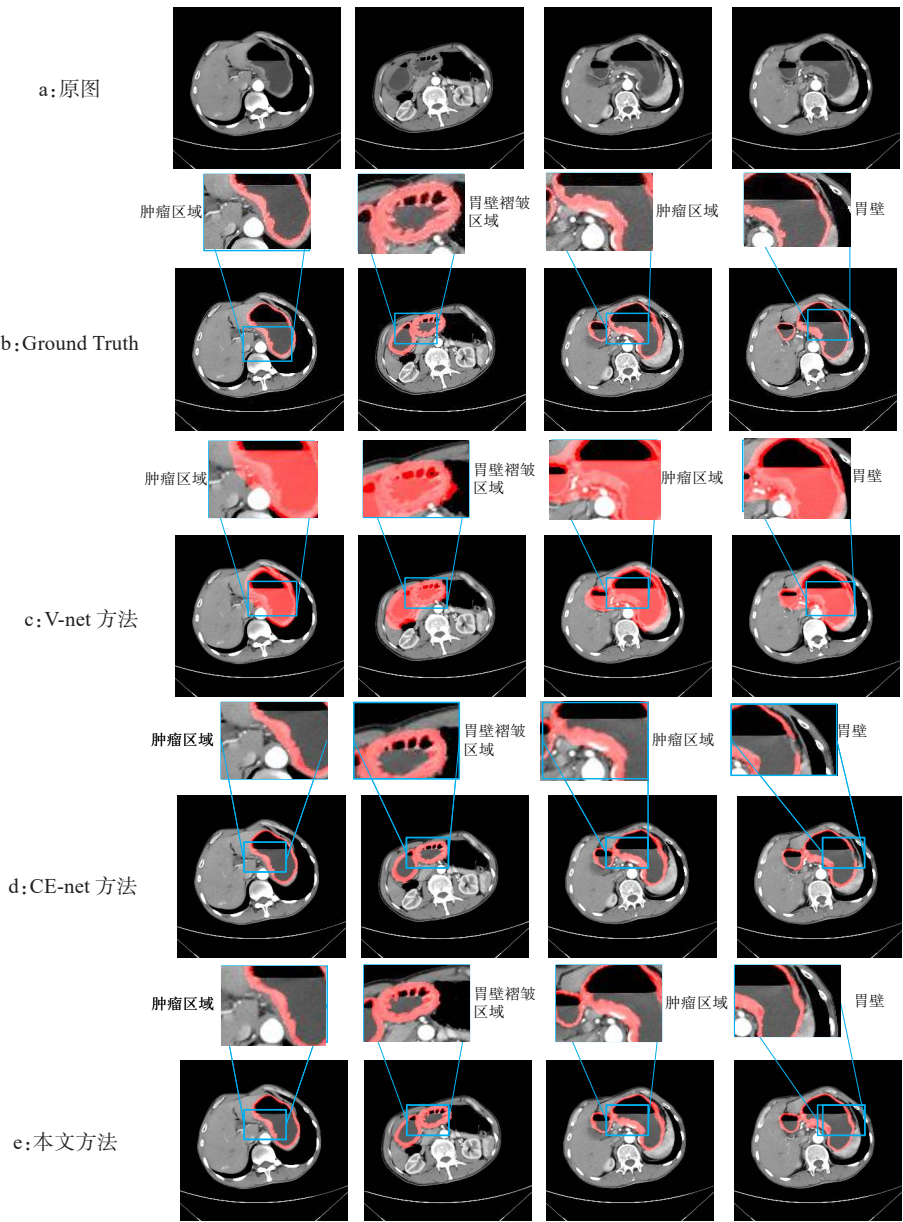 a:原图
肿瘤区域
胃壁褶皱
区域
肿瘤区域
胃壁
b:Ground Truth
肿瘤区域
胃壁褶皱
区域
肿瘤区域
胃壁
c:V-net 方法
肿瘤区域
胃壁褶皱
区域
肿瘤区域
胃壁
d:CE-net 方法
肿瘤区域
胃壁褶皱
区域
肿瘤区域
胃壁
e:本文方法